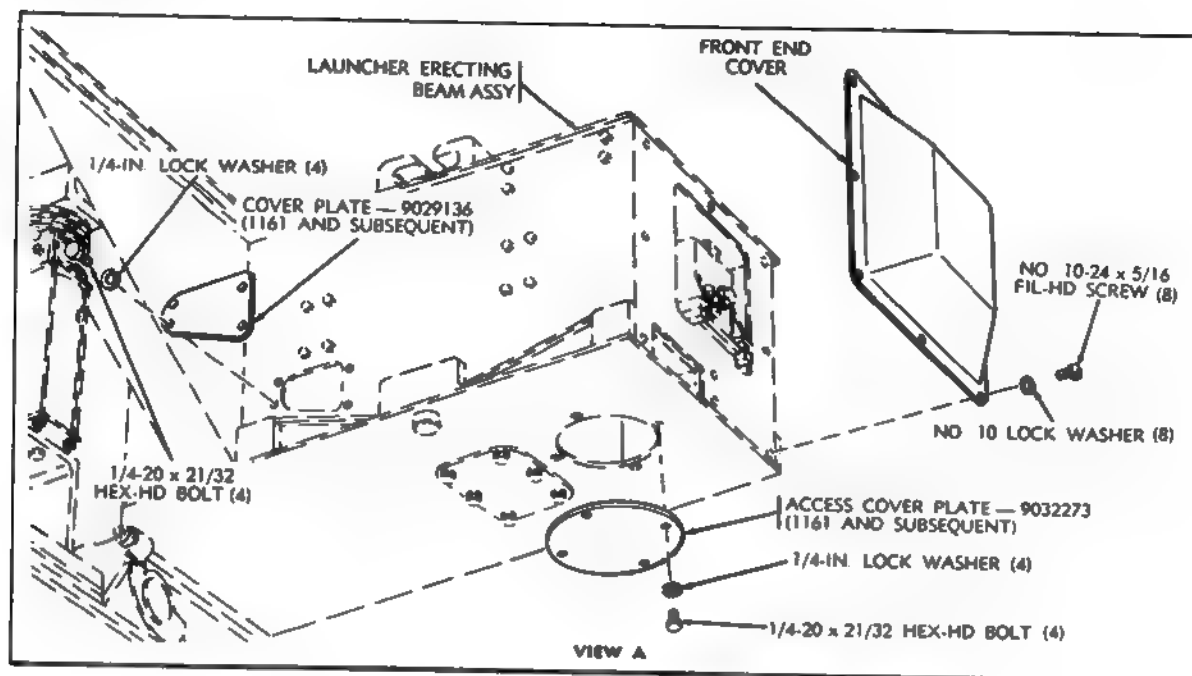 FRONT END
COVER
LAUNCHER ERECTING
BEAM ASSY
1/4-IN. LOCK WASHER (4)
COVER PLATE — 9029136
(1161 AND SUBSEQUENT)
NO 10-24 x 5/16
FIL-HD SCREW (8)
NO 10 LOCK WASHER (8)
1/4-20 x 21/32
HEX-HD BOLT (4)
ACCESS COVER PLATE — 9032273
(1161 AND SUBSEQUENT)
1/4-IN. LOCK WASHER (4)
1/4-20 x 21/32 HEX-HD BOLT (4)
VIEW A